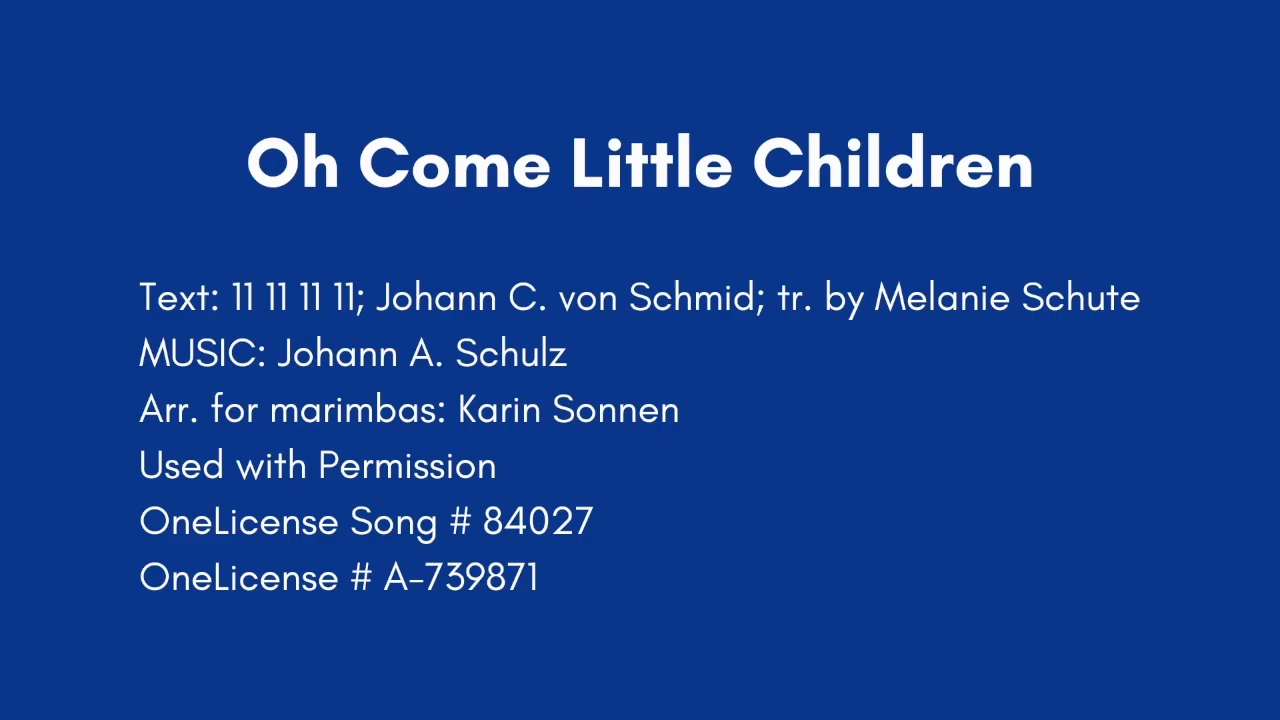 Oh Come Little Children
Text: 11 11 11 11; Johann C. von Schmid; tr. by Melanie Schute
MUSIC: Johann A. Schulz
Arr. for marimbas: Karin Sonnen
Used with Permission
OneLicense Song # 84027
OneLicense # A-739871